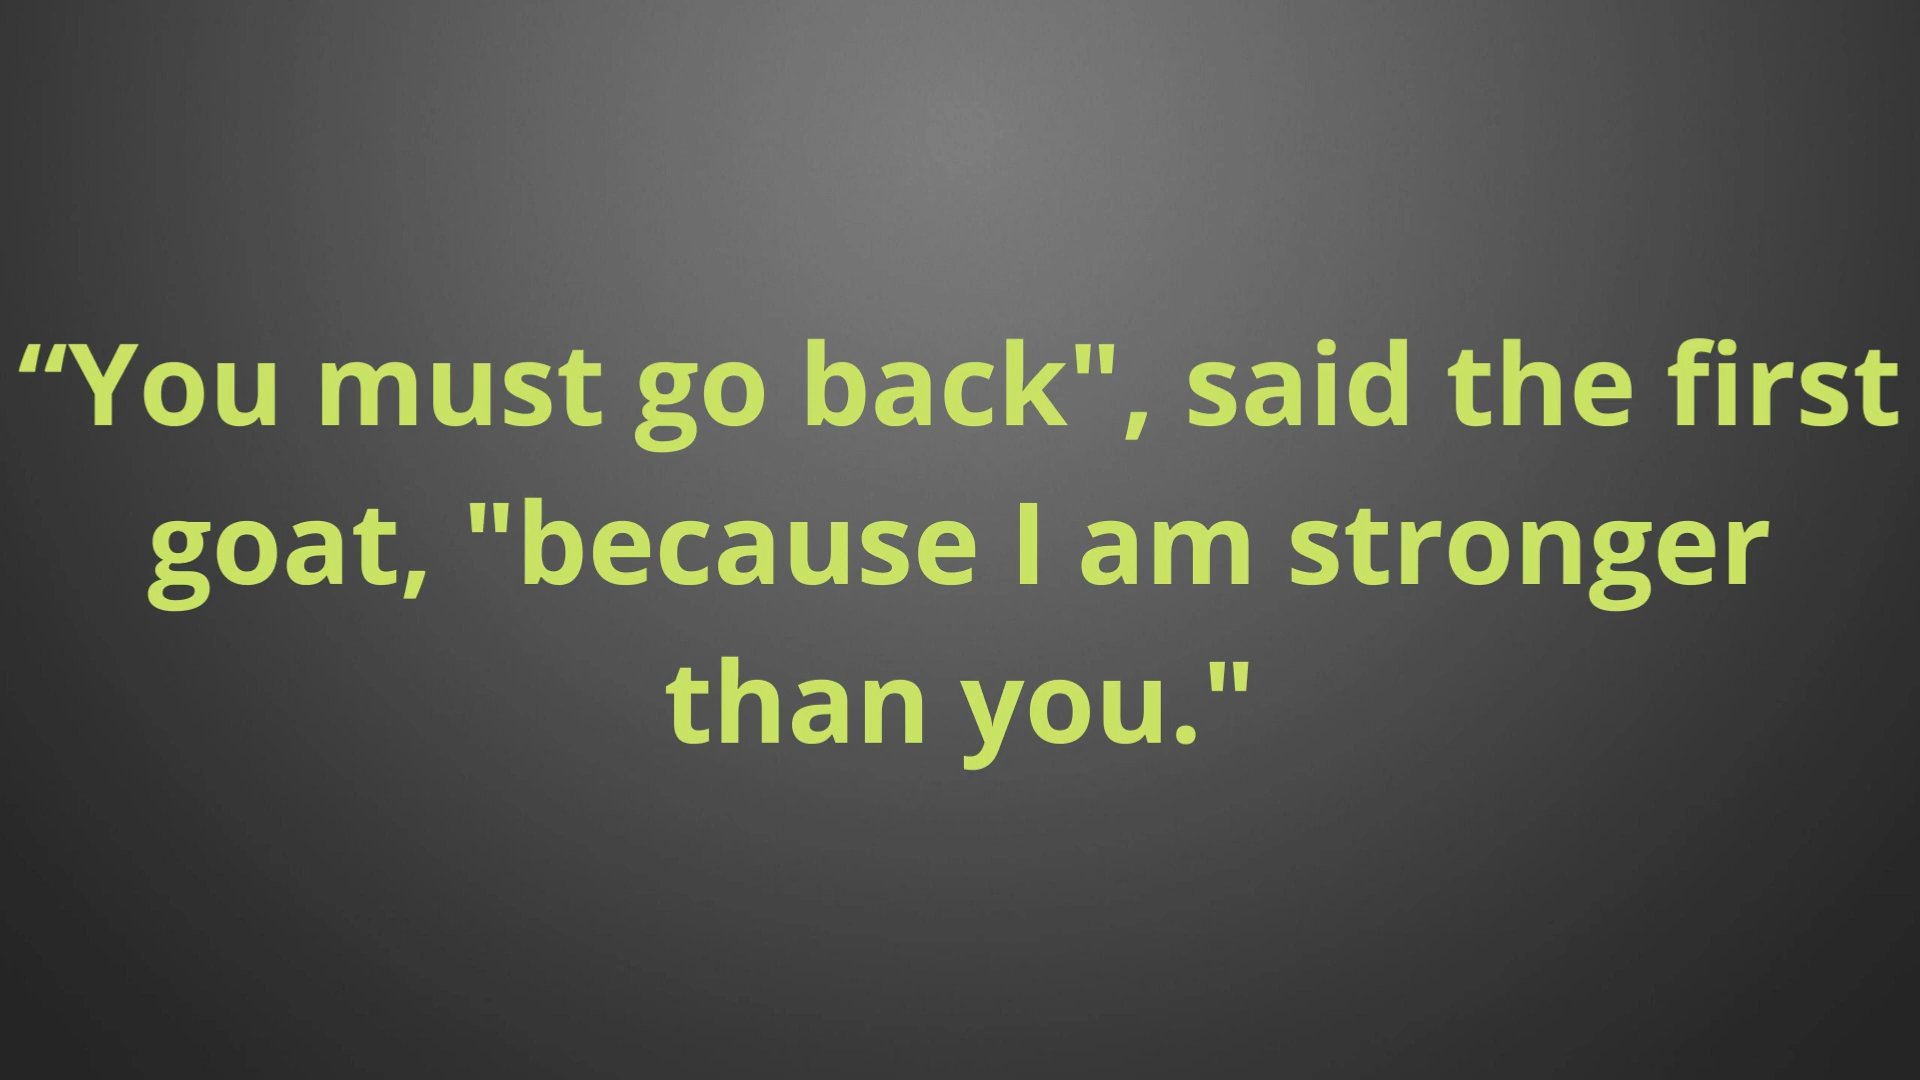 “You must go back", said the first
goat, "because I am stronger
than you."